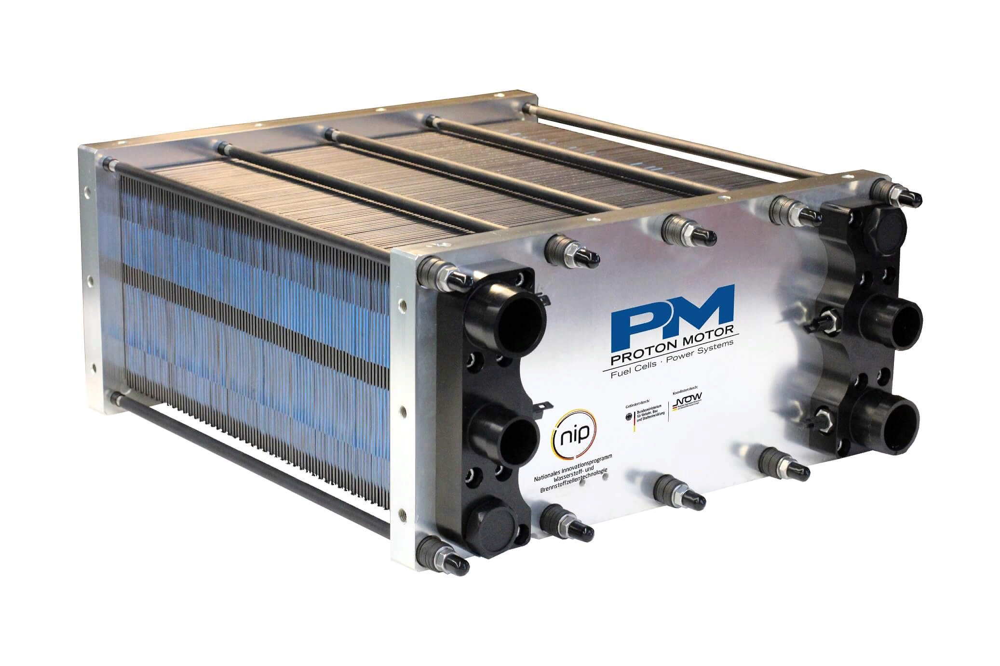 PM
PROTON MOTOR
Fuel Cells · Power Systems
Gefördert durch:
Bundesministerium
für Verkehr, Bau
und Stadtentwicklung
Koordiniert durch:
NOW
nip
Nationales Innovationsprogramm
Wasserstoff- und
Brennstoffzellentechnologie